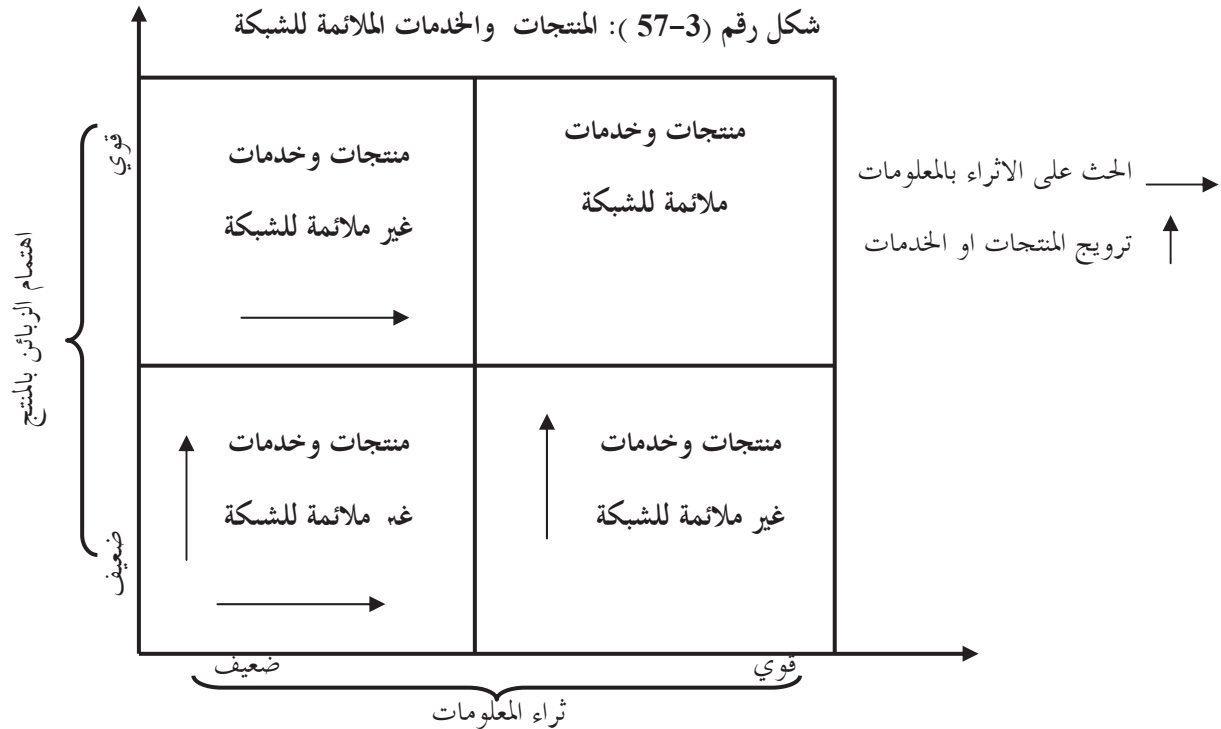 شكل رقم (3-57 ): المنتجات والخدمات الملائمة للشبكة
منتجات وخدمات
ملائمة للشبكة
منتجات وخدمات
غير ملائمة للشبكة
الحث على الاثراء بالمعلومات
ترويج المنتجات او الخدمات
قوي
اهتمام الزبائن بالمنتج
ضعيف
منتجات وخدمات
غير ملائمة للشبكة
منتجات وخدمات
غير ملائمة للشبكة
قوي
ضعيف
ثراء المعلومات